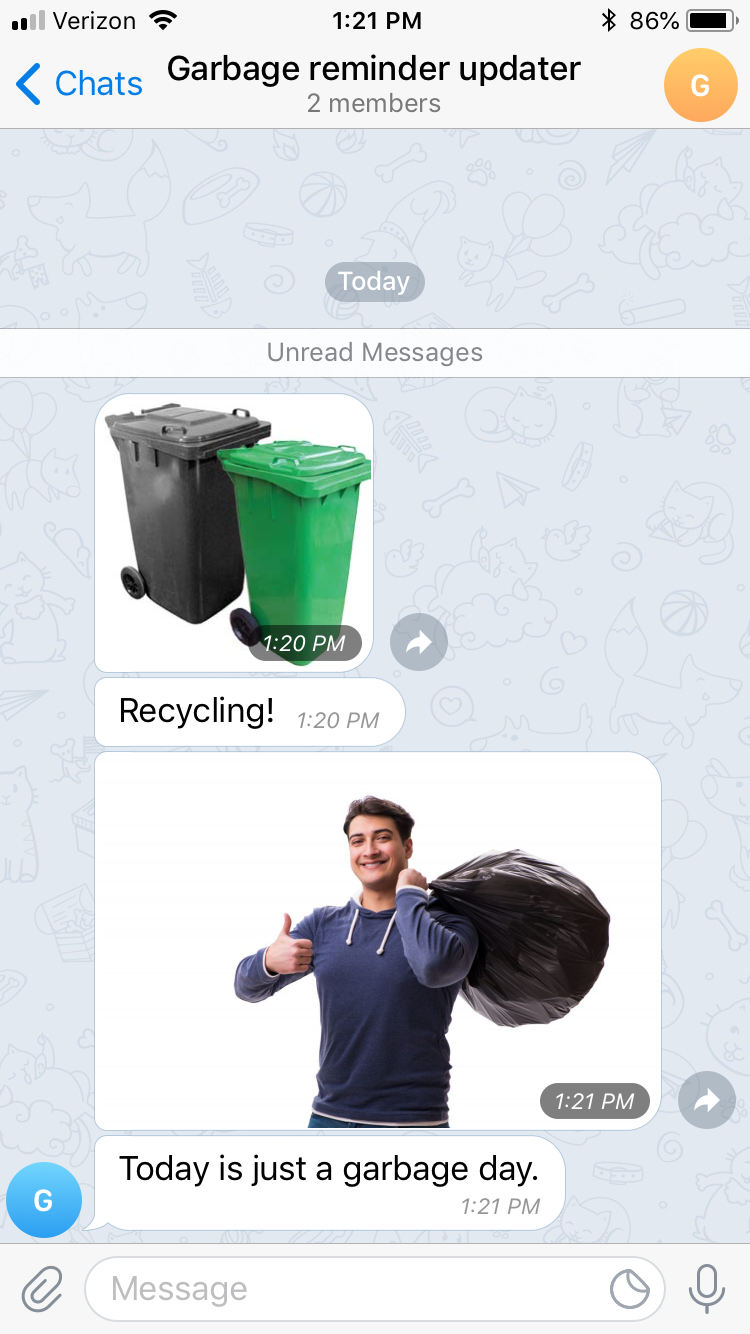 Verizon 1:21 PM 86%
Chats Garbage reminder updater G
2 members
Today
Unread Messages
1:20 PM
Recycling! 1:20 PM
1:21 PM
Today is just a garbage day.
1:21 PM
G
Message